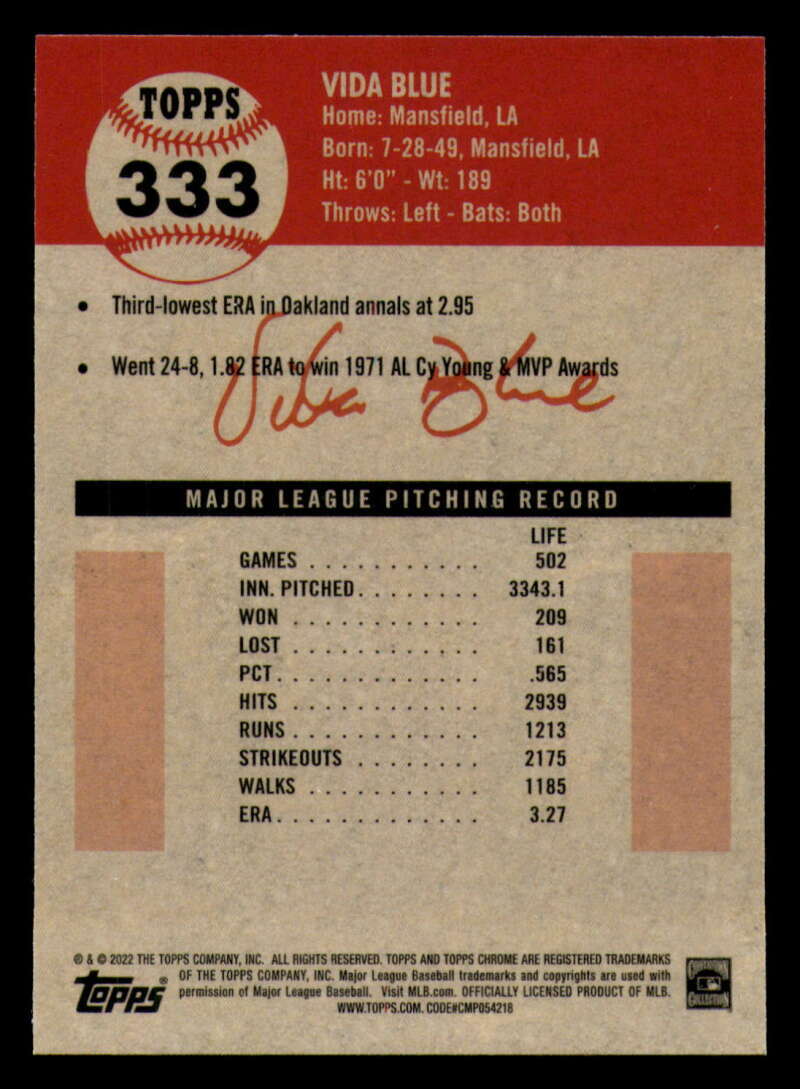 TOPPS
333
VIDA BLUE
Home: Mansfield, LA
Born: 7-28-49, Mansfield, LA
Ht: 6'0" - Wt: 189
Throws: Left - Bats: Both
• Third-lowest ERA in Oakland annals at 2.95
• Went 24-8, 1.82 ERA to win 1971 AL Cy Young & MVP Awards
Vida Blue
MAJOR LEAGUE PITCHING RECORD
LIFE
GAMES . . . . . . . . . . . 502
INN. PITCHED. . . . . . . . 3343.1
WON . . . . . . . . . . . . 209
LOST . . . . . . . . . . . . 161
PCT. . . . . . . . . . . . . .565
HITS . . . . . . . . . . . . 2939
RUNS. . . . . . . . . . . . 1213
STRIKEOUTS . . . . . . . . 2175
WALKS . . . . . . . . . . . 1185
ERA. . . . . . . . . . . . . 3.27
® & © 2022 THE TOPPS COMPANY, INC. ALL RIGHTS RESERVED. TOPPS AND TOPPS CHROME ARE REGISTERED TRADEMARKS
OF THE TOPPS COMPANY, INC. Major League Baseball trademarks and copyrights are used with
permission of Major League Baseball. Visit MLB.com. OFFICIALLY LICENSED PRODUCT OF MLB.
WWW.TOPPS.COM. CODE#CMP054218
Topps®
COOPERSTOWN
COLLECTION